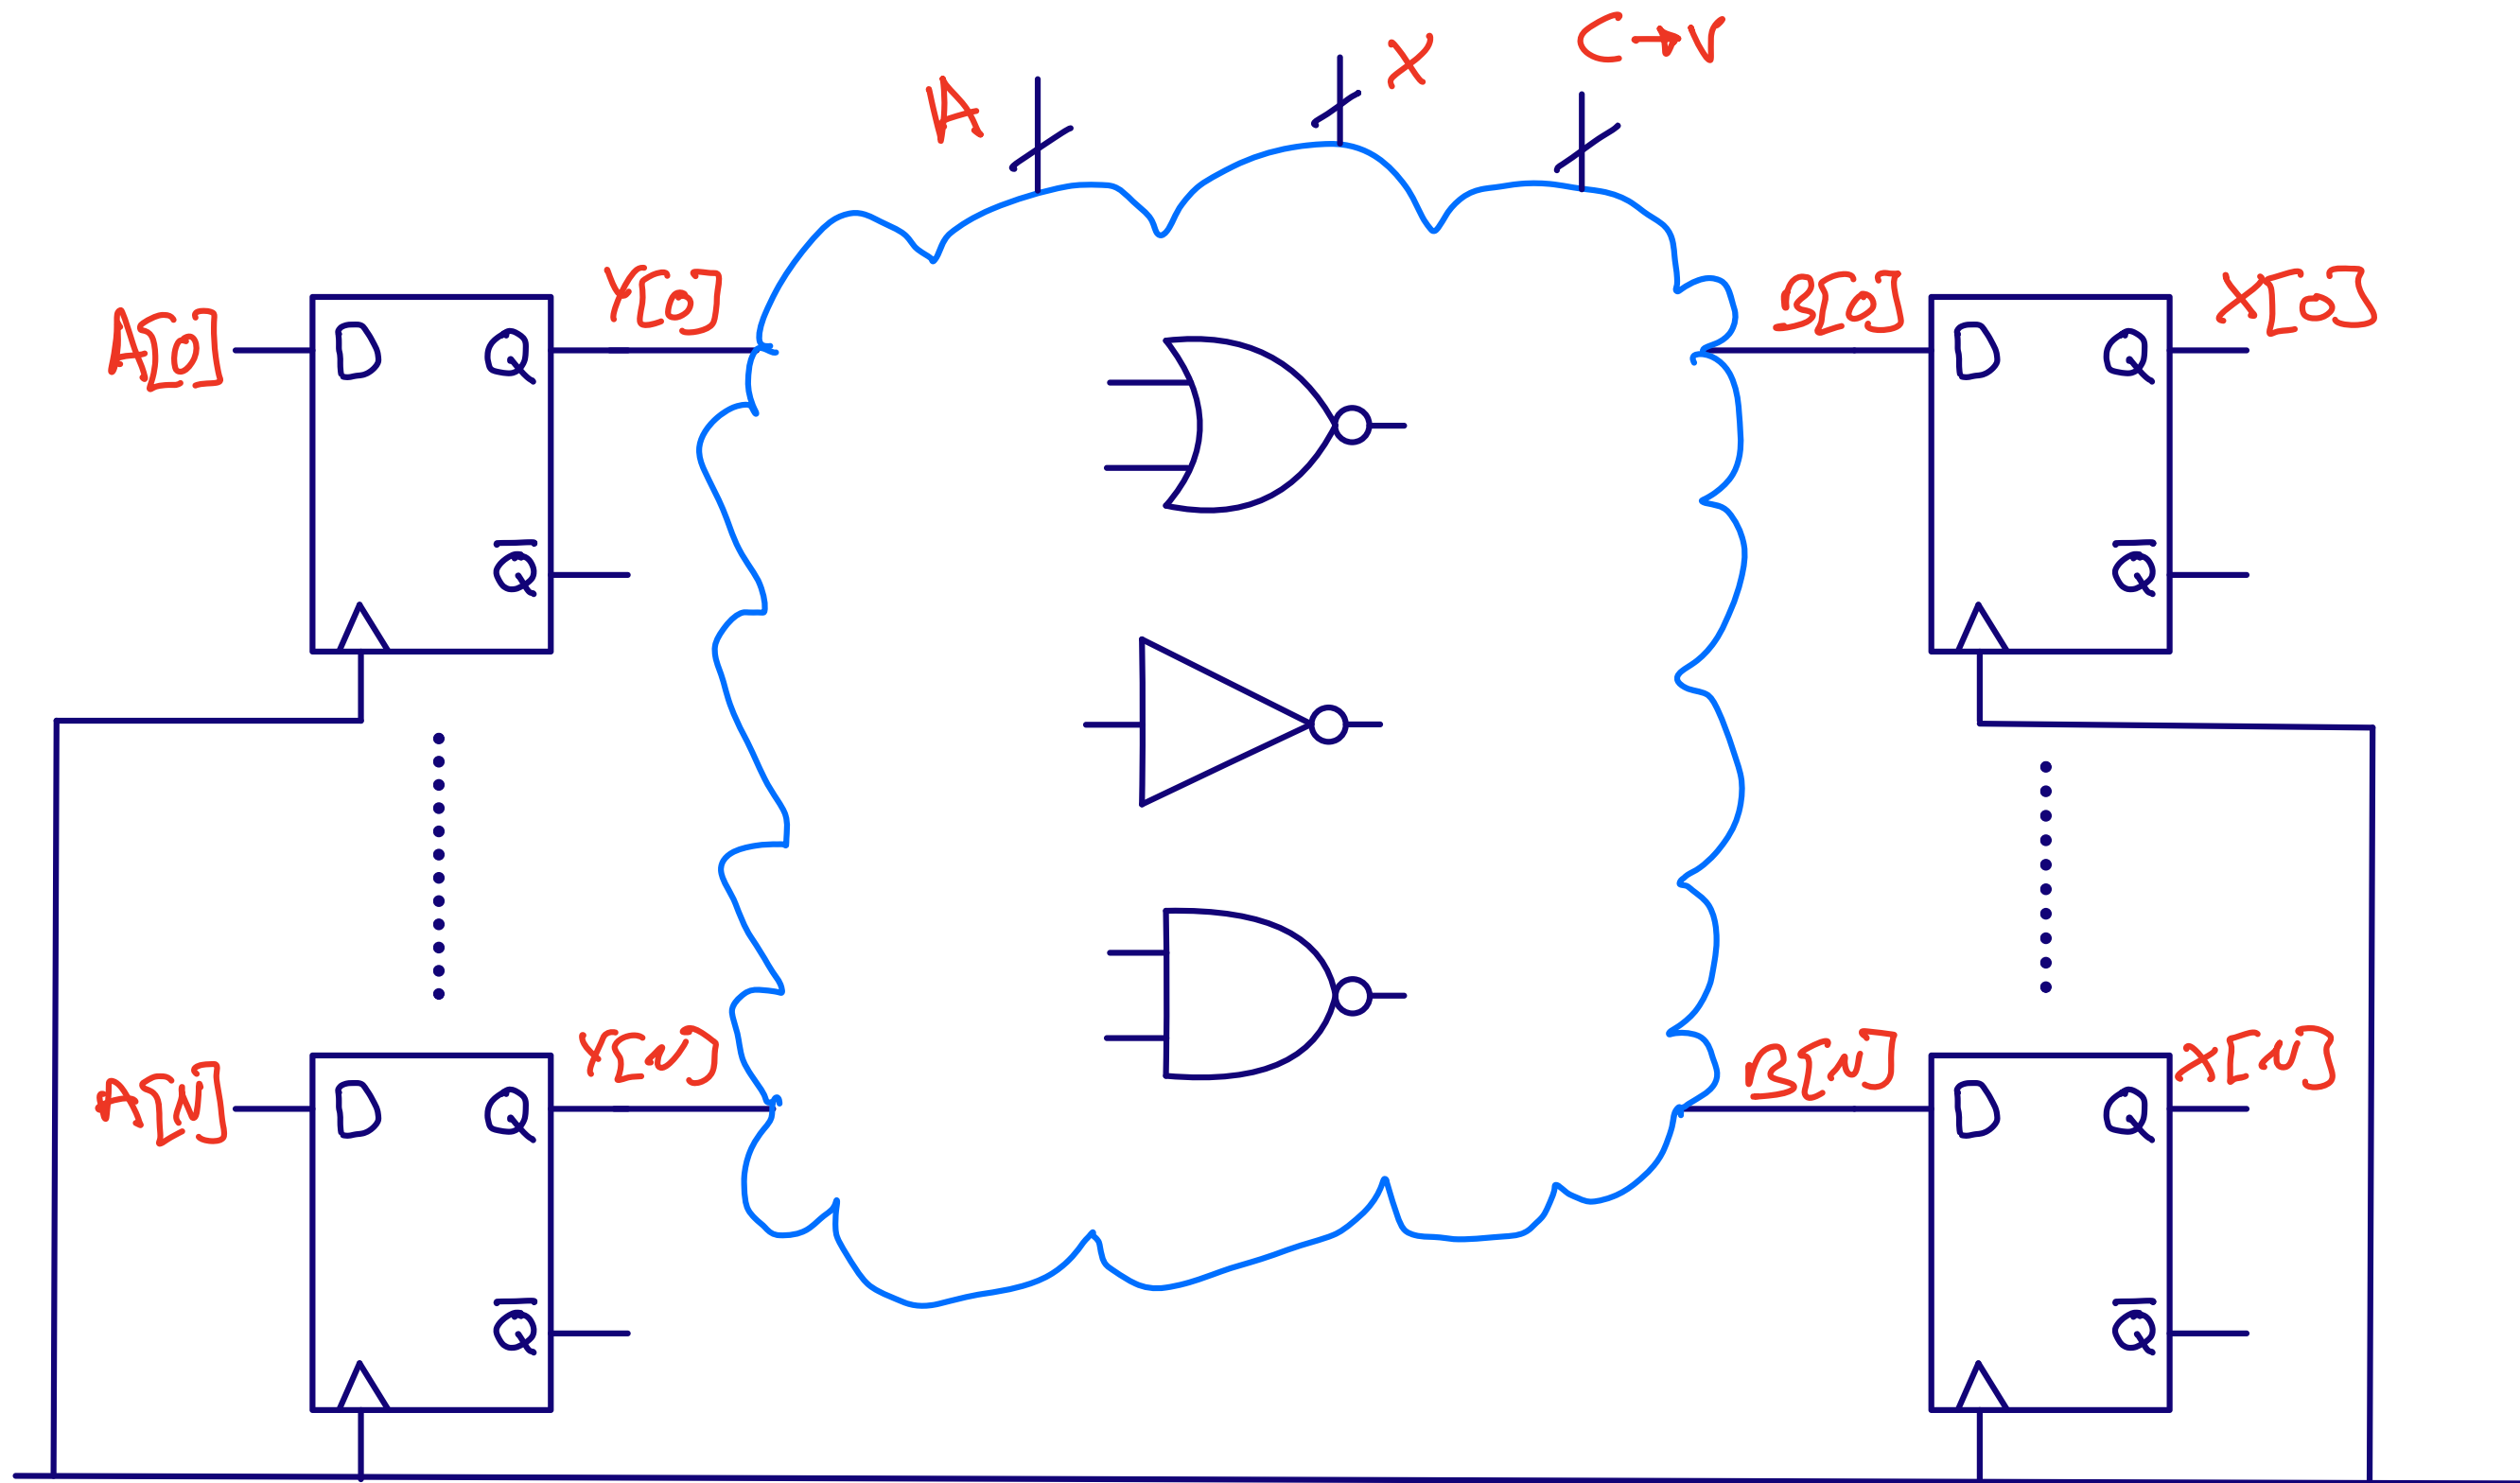 C → V
X
A
A[0] D Q Y[0] B[0] D Q X[0]
Q̅ Q̅
A[N] D Q Y[N] B[N] D Q X[N]
Q̅ Q̅